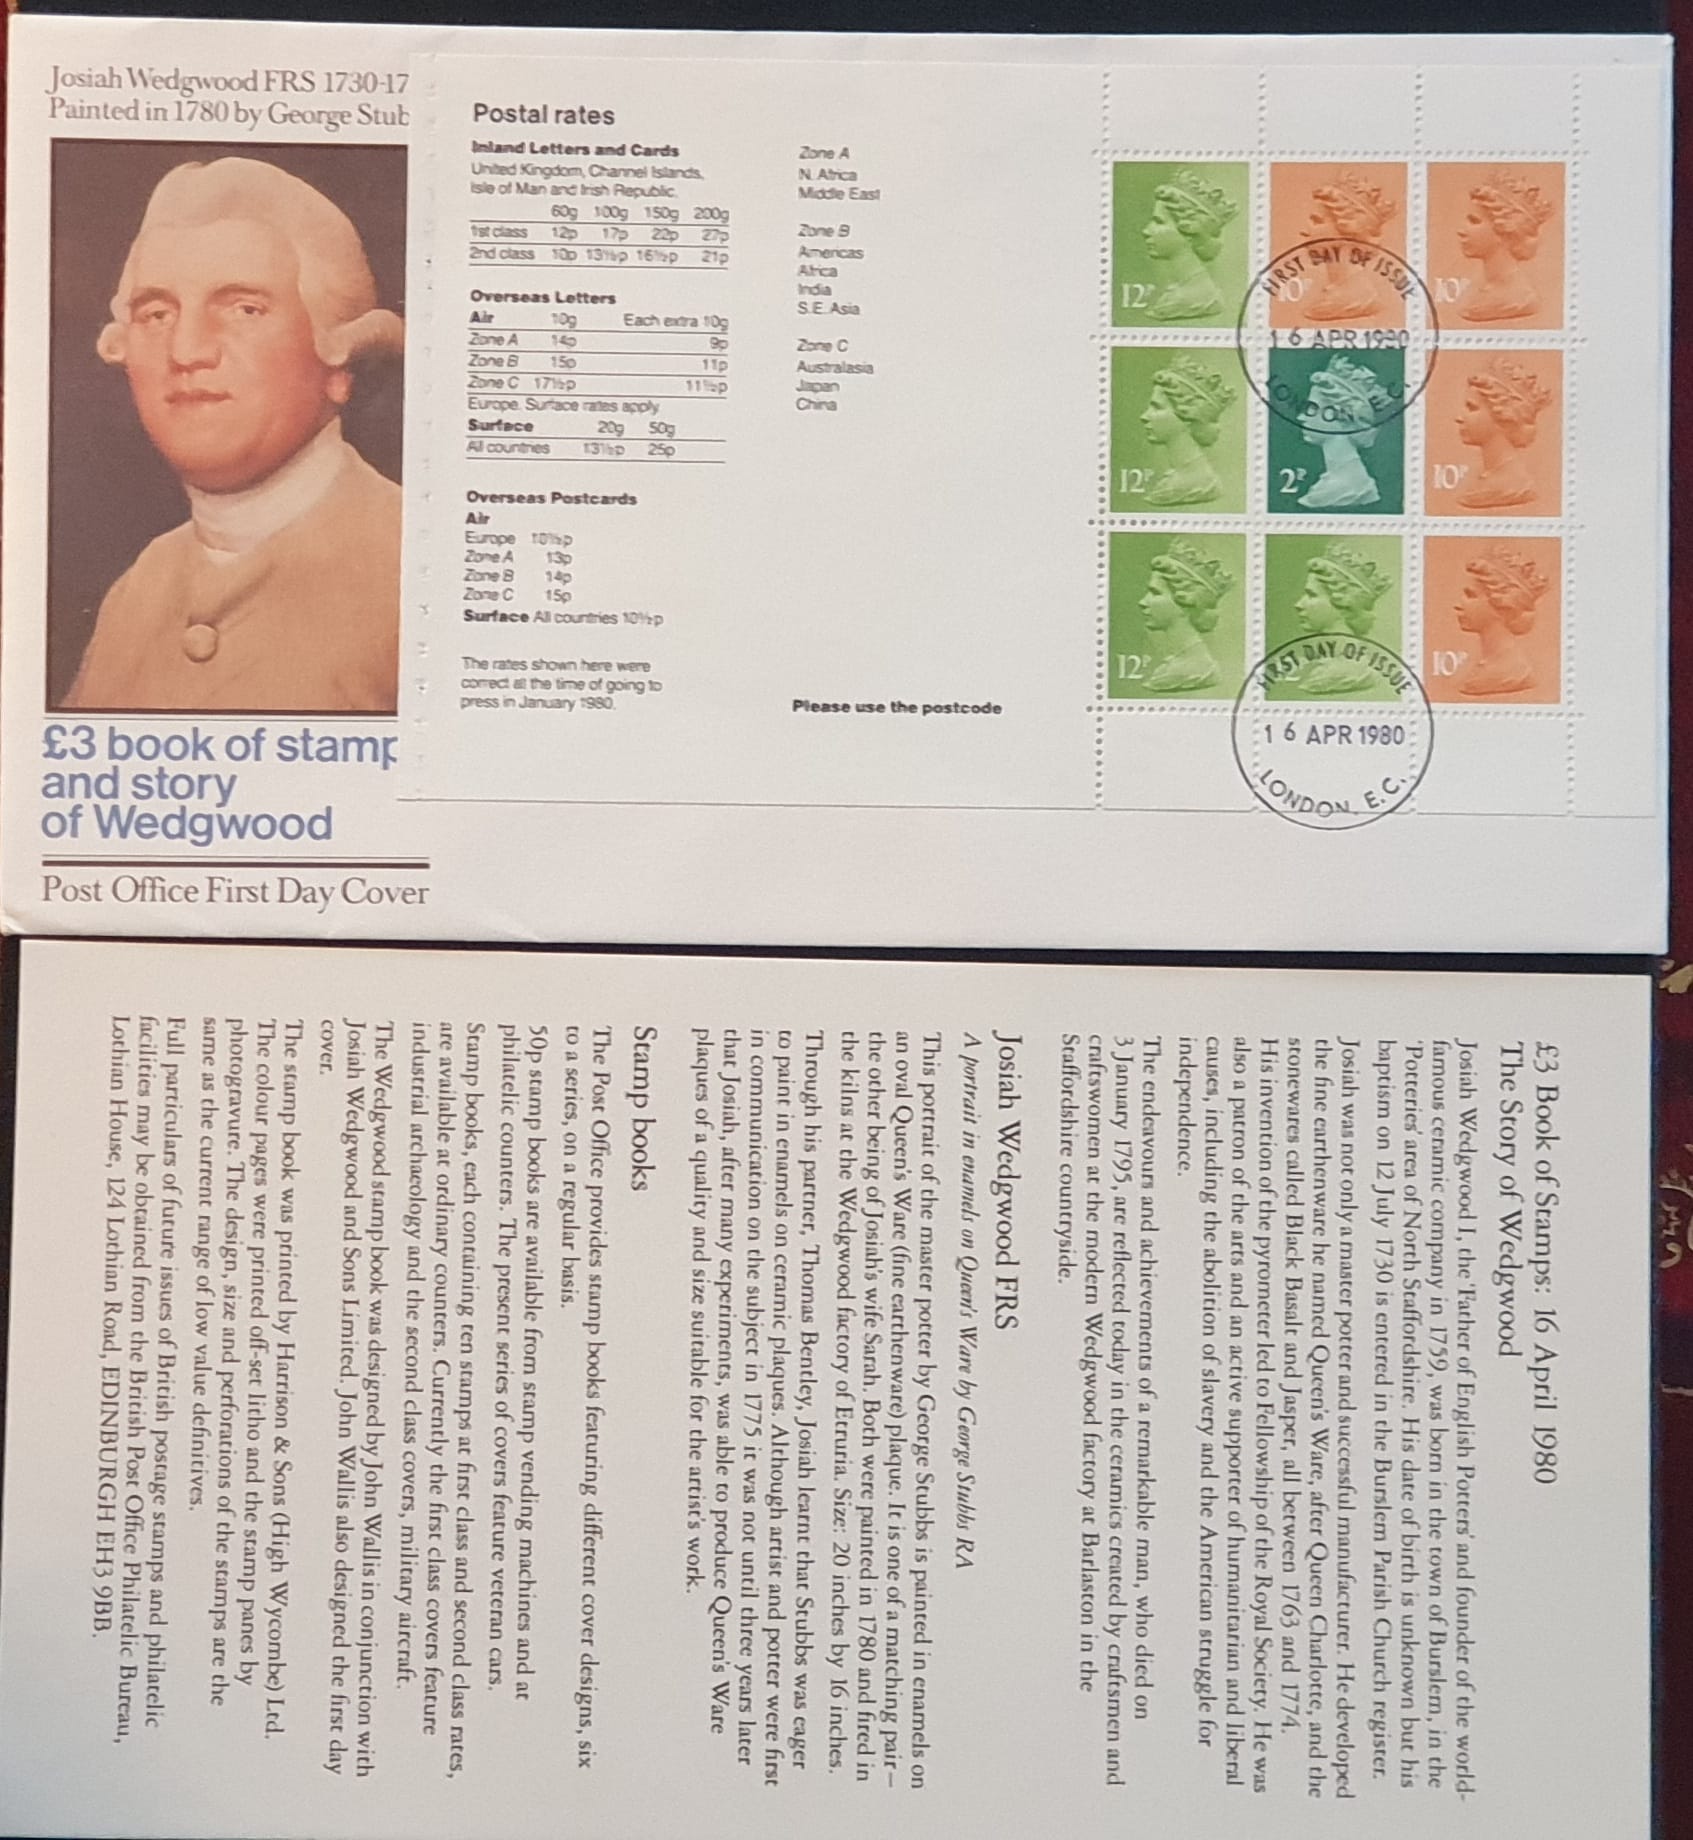 Josiah Wedgwood FRS 1730-17
Painted in 1780 by George Stub
£3 book of stamp
and story
of Wedgwood
Post Office First Day Cover
Postal rates
Inland Letters and Cards
United Kingdom, Channel Islands,
Isle of Man and Irish Republic.
60g 100g 150g 200g
1st class 12p 17p 22p 27p
2nd class 10p 13½p 16½p 21p
Overseas Letters
Air 10g Each extra 10g
Zone A 14p 9p
Zone B 15p 11p
Zone C 17½p 11½p
Europe. Surface rates apply
Surface 20g 50g
All countries 13½p 25p
Overseas Postcards
Air
Europe 10½p
Zone A 13p
Zone B 14p
Zone C 15p
Surface All countries 10½p
The rates shown here were
correct at the time of going to
press in January 1980.
Zone A
N. Africa
Middle East
Zone B
Americas
Africa
India
S.E. Asia
Zone C
Australasia
Japan
China
Please use the postcode
12P 10P 10P
12P 2P 10P
12P 12P 10P
FIRST DAY OF ISSUE
16 APR 1980
LONDON. E.C.
FIRST DAY OF ISSUE
16 APR 1980
LONDON. E.C.
£3 Book of Stamps: 16 April 1980
The Story of Wedgwood
Josiah Wedgwood I, the 'Father of English Potters' and founder of the world-
famous ceramic company in 1759, was born in the town of Burslem, in the
'Potteries' area of North Staffordshire. His date of birth is unknown but his
baptism on 12 July 1730 is entered in the Burslem Parish Church register.
Josiah was not only a master potter and successful manufacturer. He developed
the fine earthenware he named Queen's Ware, after Queen Charlotte, and the
stonewares called Black Basalt and Jasper, all between 1763 and 1774.
His invention of the pyrometer led to Fellowship of the Royal Society. He was
also a patron of the arts and an active supporter of humanitarian and liberal
causes, including the abolition of slavery and the American struggle for
independence.
The endeavours and achievements of a remarkable man, who died on
3 January 1795, are reflected today in the ceramics created by craftsmen and
craftswomen at the modern Wedgwood factory at Barlaston in the
Staffordshire countryside.
Josiah Wedgwood FRS
A portrait in enamels on Queen's Ware by George Stubbs RA
This portrait of the master potter by George Stubbs is painted in enamels on
an oval Queen's Ware (fine earthenware) plaque. It is one of a matching pair–
the other being of Josiah's wife Sarah. Both were painted in 1780 and fired in
the kilns at the Wedgwood factory of Etruria. Size: 20 inches by 16 inches.
Through his partner, Thomas Bentley, Josiah learnt that Stubbs was eager
to paint in enamels on ceramic plaques. Although artist and potter were first
in communication on the subject in 1775 it was not until three years later
that Josiah, after many experiments, was able to produce Queen's Ware
plaques of a quality and size suitable for the artist's work.
Stamp books
The Post Office provides stamp books featuring different cover designs, six
to a series, on a regular basis.
50p stamp books are available from stamp vending machines and at
philatelic counters. The present series of covers feature veteran cars.
Stamp books, each containing ten stamps at first class and second class rates,
are available at ordinary counters. Currently the first class covers feature
industrial archaeology and the second class covers, military aircraft.
The Wedgwood stamp book was designed by John Wallis in conjunction with
Josiah Wedgwood and Sons Limited. John Wallis also designed the first day
cover.
The stamp book was printed by Harrison & Sons (High Wycombe) Ltd.
The colour pages were printed off-set litho and the stamp panes by
photogravure. The design, size and perforations of the stamps are the
same as the current range of low value definitives.
Full particulars of future issues of British postage stamps and philatelic
facilities may be obtained from the British Post Office Philatelic Bureau,
Lothian House, 124 Lothian Road, EDINBURGH EH3 9BB.